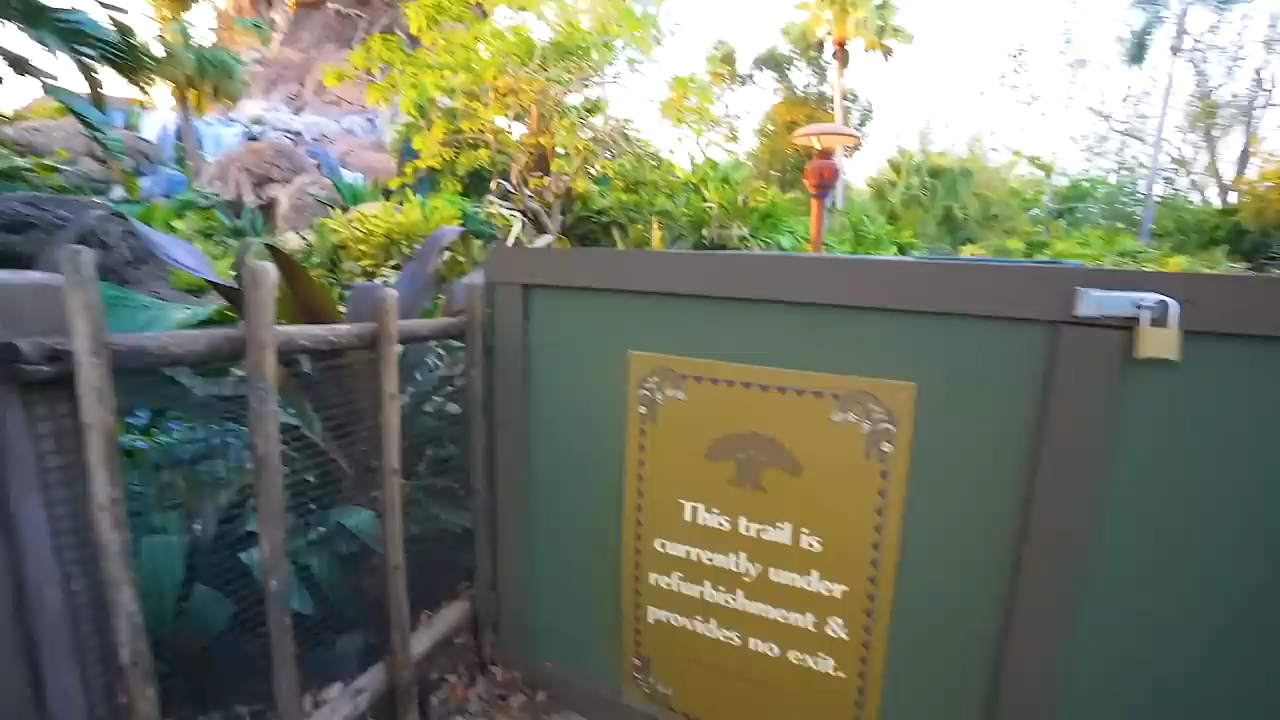 This trail is
currently under
refurbishment &
provides no exit.